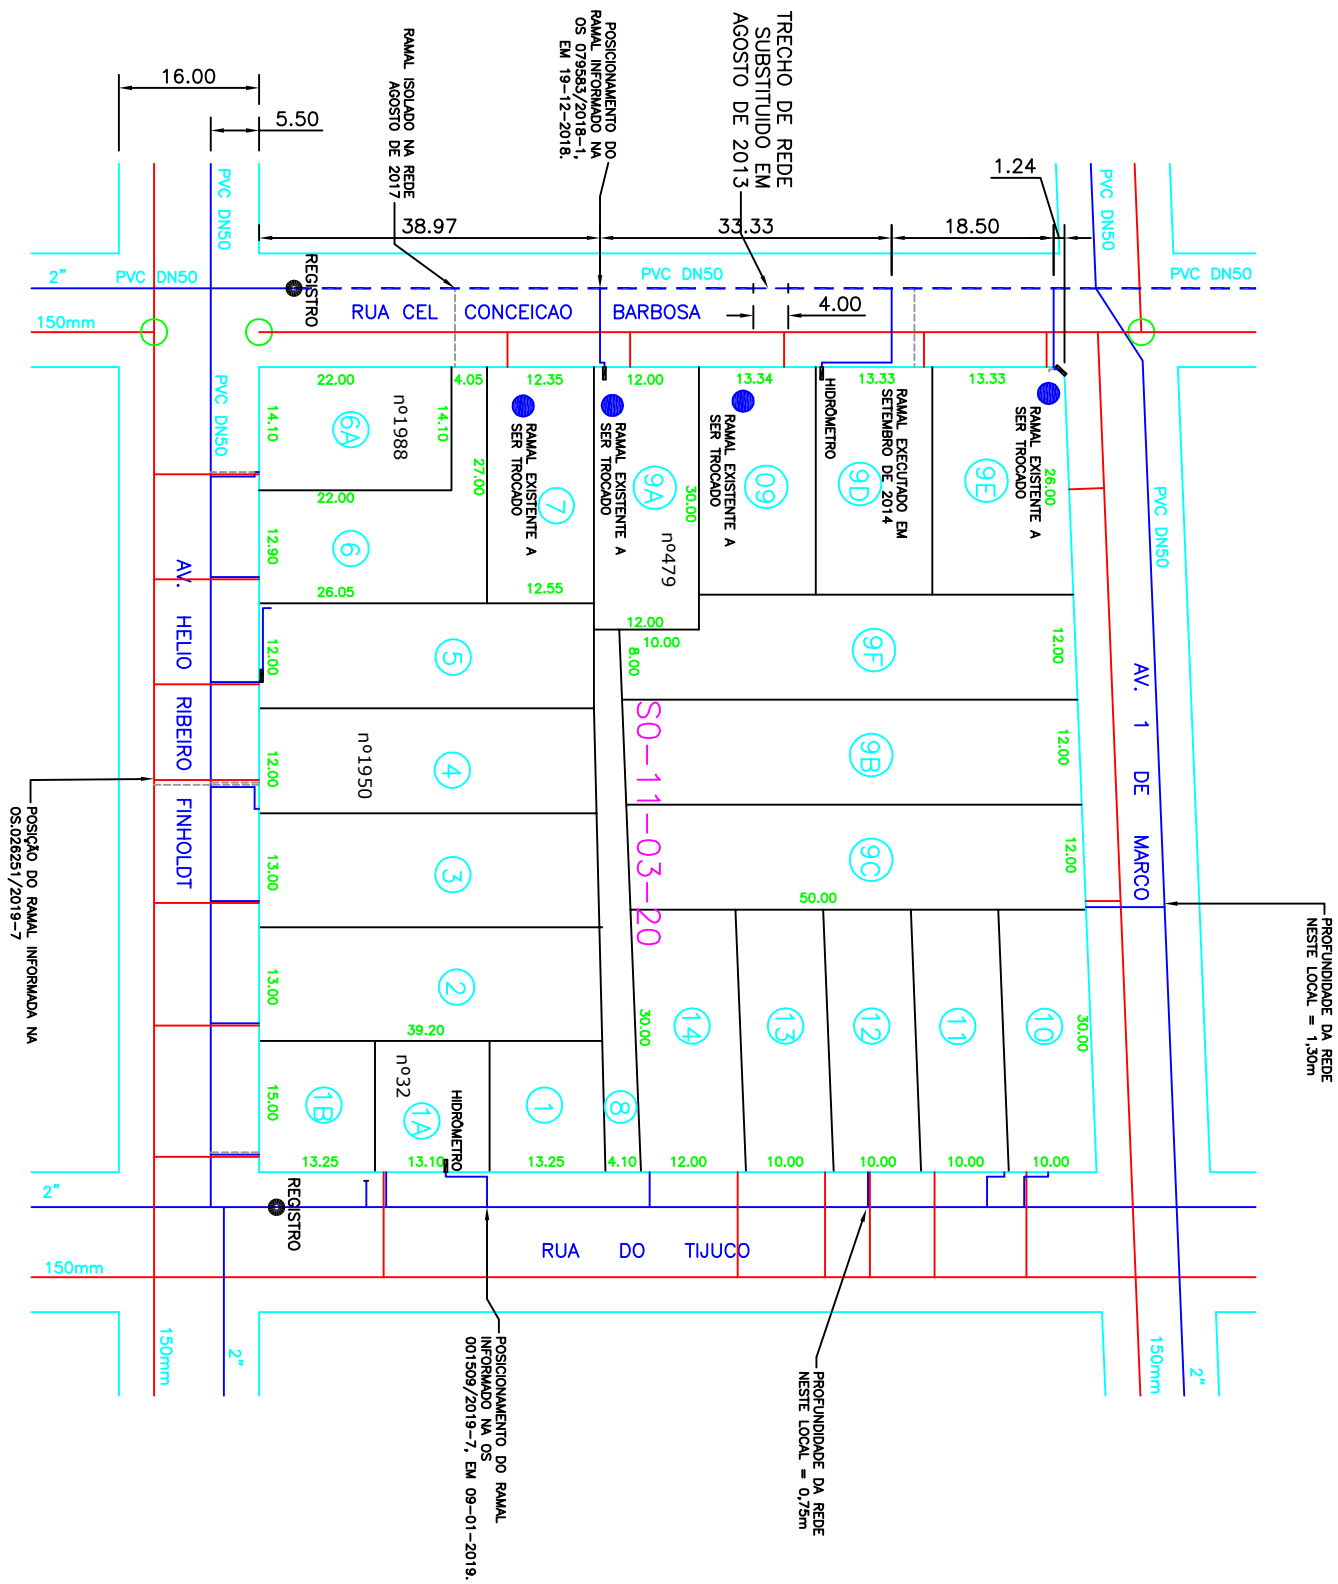 TRECHO DE REDE
SUBSTITUIDO EM
AGOSTO DE 2013
POSICIONAMENTO DO
RAMAL INFORMADO NA
OS 079583/2018-1,
EM 19-12-2018.
RAMAL ISOLADO NA REDE
AGOSTO DE 2017
16.00
5.50
1.24
38.97
33.33
18.50
4.00
PVC DN50
PVC DN50
2"
PVC DN50
PVC DN50
PVC DN50
REGISTRO
RUA CEL CONCEICAO BARBOSA
150mm
PVC DN50
PVC DN50
22.00
4.05
12.35
12.00
13.34
13.33
13.33
14.10
6A
nº1988
14.10
27.00
7
RAMAL EXISTENTE A
SER TROCADO
9A
RAMAL EXISTENTE A
SER TROCADO
30.00
nº479
09
RAMAL EXISTENTE A
SER TROCADO
HIDRÔMETRO
9D
RAMAL EXECUTADO EM
SETEMBRO DE 2014
9E
RAMAL EXISTENTE A
SER TROCADO
26.00
22.00
12.90
6
26.05
12.55
12.00
10.00
8.00
12.00
5
9F
12.00
S0-11-03-20
12.00
4
nº1950
9B
12.00
13.00
3
9C
12.00
50.00
13.00
2
39.20
15.00
1B
nº32
1A
HIDRÔMETRO
1
8
30.00
14
13
12
11
10
30.00
13.25
13.10
13.25
4.10
12.00
10.00
10.00
10.00
10.00
AV. HELIO RIBEIRO FINHOLDT
AV. 1 DE MARCO
POSIÇÃO DO RAMAL INFORMADA NA
OS.026251/2019-7
PROFUNDIDADE DA REDE
NESTE LOCAL = 1,30m
2"
REGISTRO
RUA DO TIJUCO
150mm
150mm
2"
POSICIONAMENTO DO RAMAL
INFORMADO NA OS
001509/2019-7, EM 09-01-2019.
PROFUNDIDADE DA REDE
NESTE LOCAL = 0,75m
150mm
2"